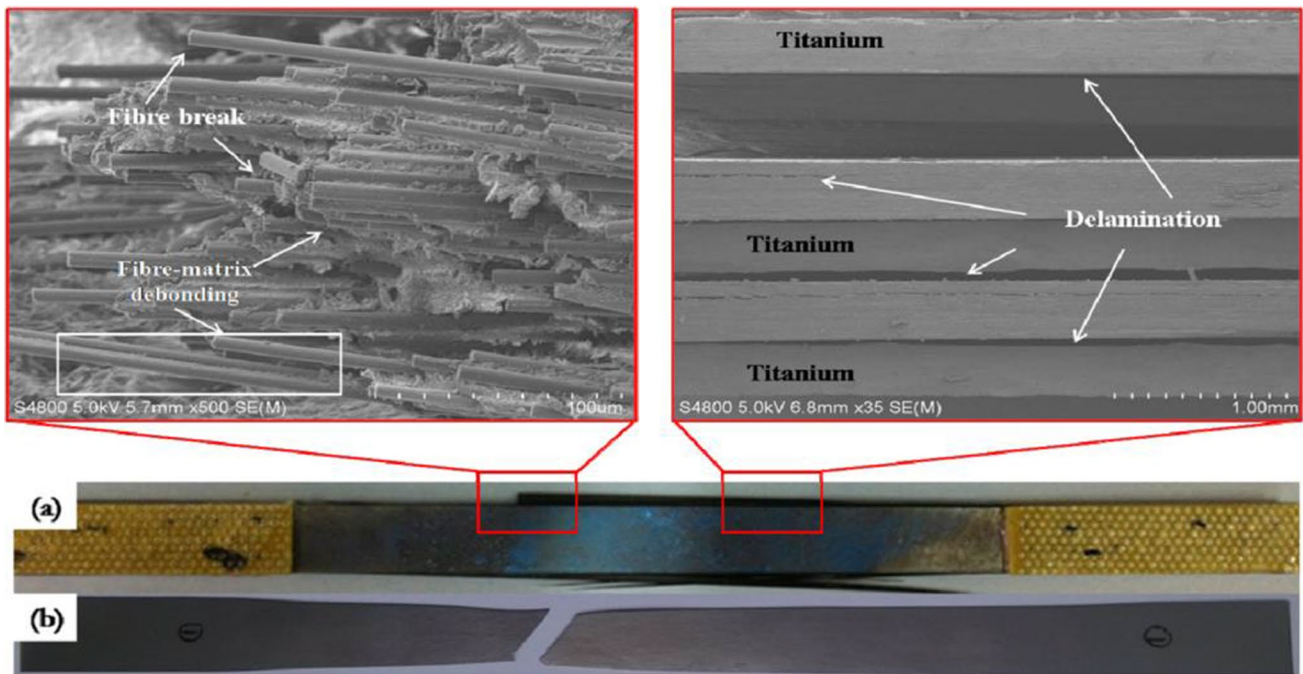 Fibre break
Fibre-matrix
debonding
S4800 5.0kV 5.7mm x500 SE(M)
100um
Titanium
Delamination
Titanium
Titanium
S4800 5.0kV 6.8mm x35 SE(M)
1.00mm
(a)
(b)